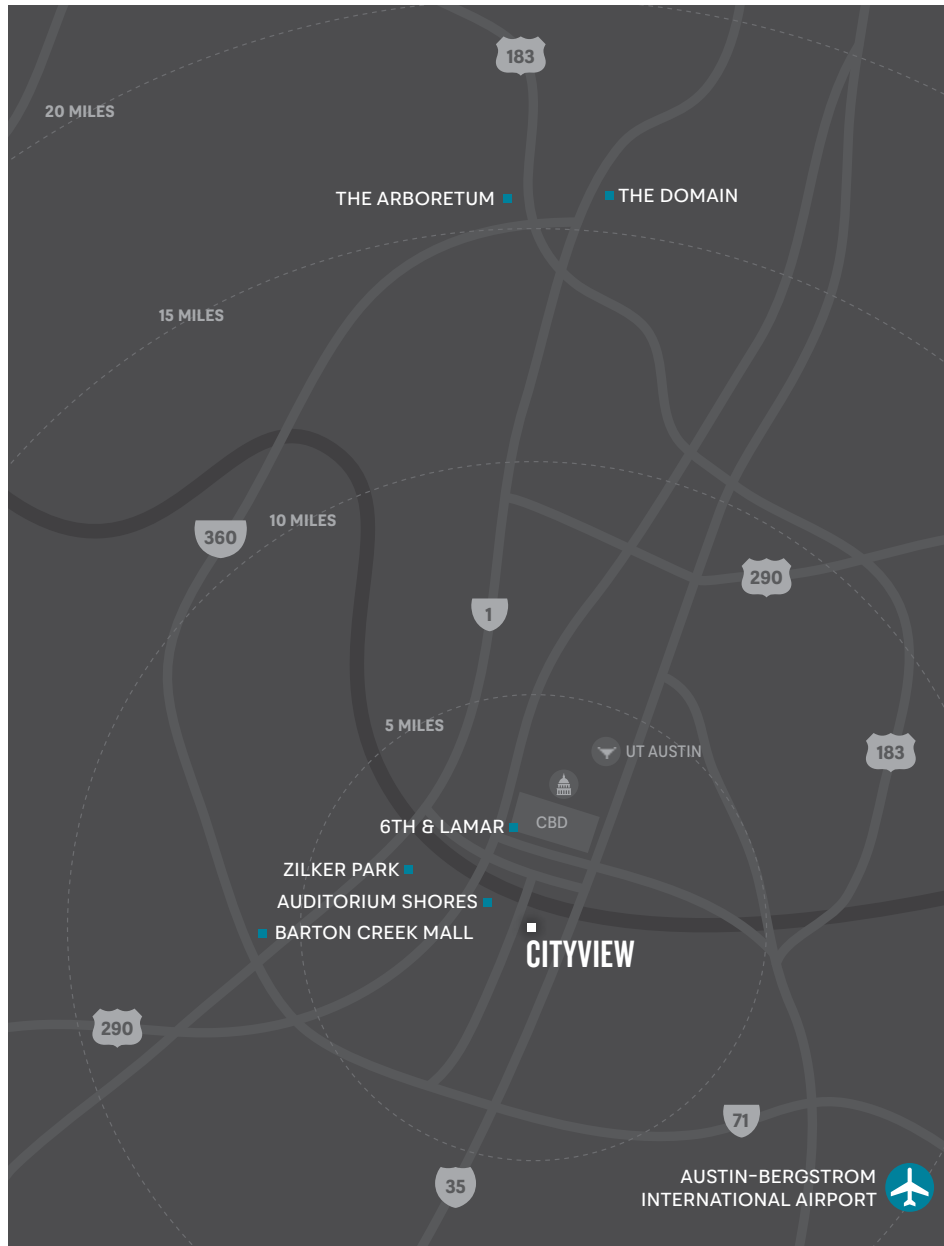 183
20 MILES
THE ARBORETUM
THE DOMAIN
15 MILES
10 MILES
360
290
1
5 MILES
UT AUSTIN
183
CBD
6TH & LAMAR
ZILKER PARK
AUDITORIUM SHORES
BARTON CREEK MALL
CITYVIEW
290
71
AUSTIN-BERGSTROM
INTERNATIONAL AIRPORT
35